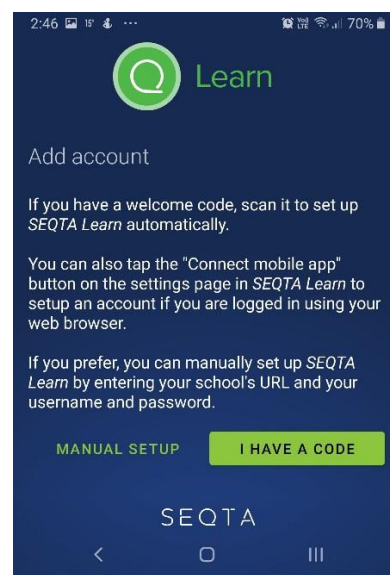 2:46 15° ... 70%
Learn
Add account
If you have a welcome code, scan it to set up
SEQTA Learn automatically.
You can also tap the "Connect mobile app"
button on the settings page in SEQTA Learn to
setup an account if you are logged in using your
web browser.
If you prefer, you can manually set up SEQTA
Learn by entering your school's URL and your
username and password.
MANUAL SETUP I HAVE A CODE
SEQTA